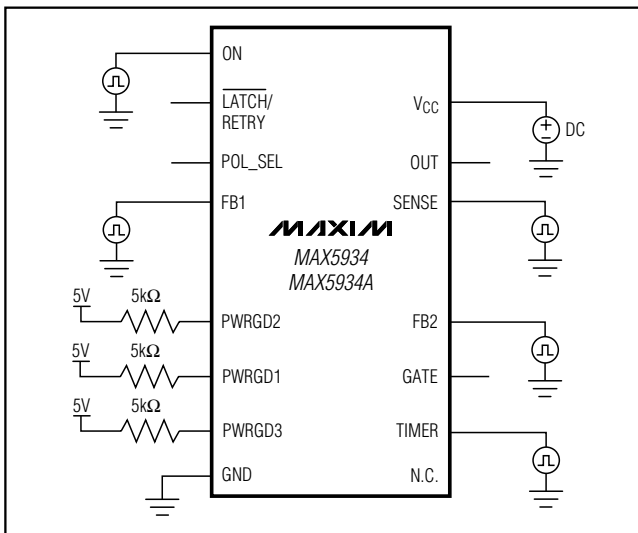 ON
LATCH/
RETRY
POL_SEL
FB1
5V 5kΩ
PWRGD2
5V 5kΩ
PWRGD1
5V 5kΩ
PWRGD3
GND
MAXIM
MAX5934
MAX5934A
VCC
DC
OUT
SENSE
FB2
GATE
TIMER
N.C.